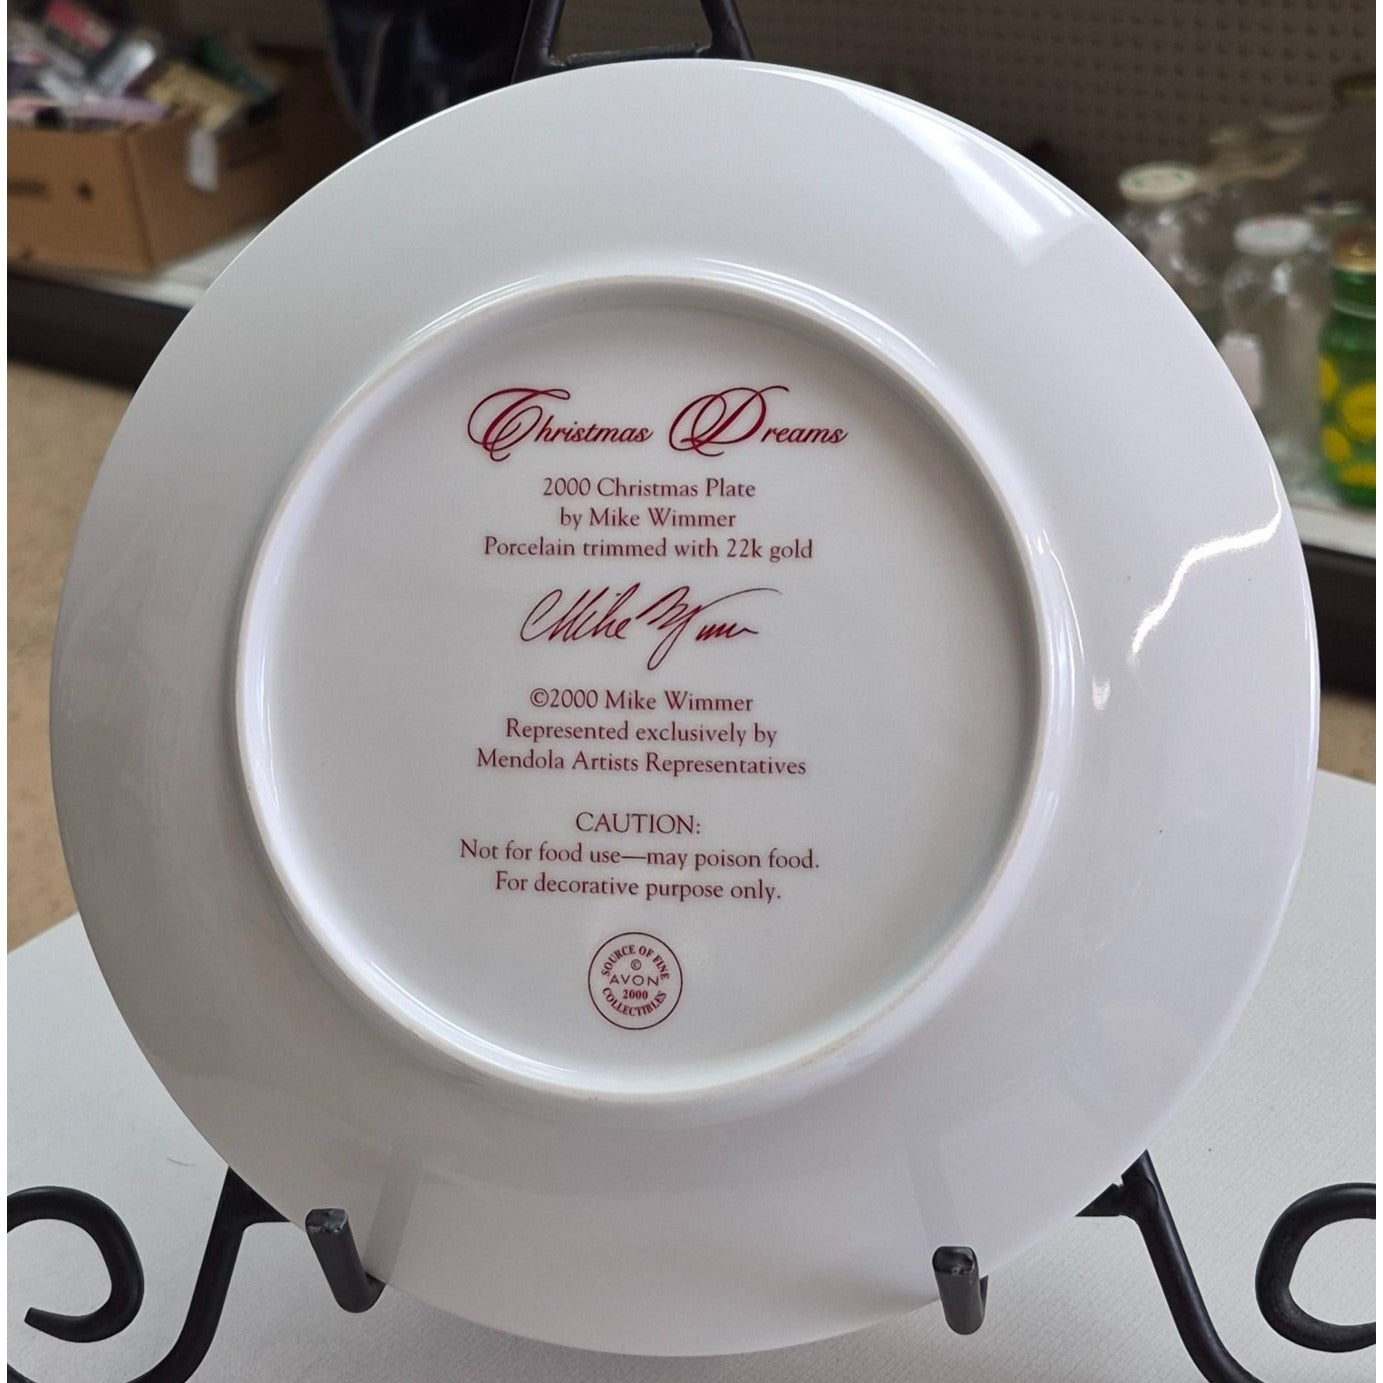 Christmas Dreams
2000 Christmas Plate
by Mike Wimmer
Porcelain trimmed with 22k gold
Mike Wimmer
©2000 Mike Wimmer
Represented exclusively by
Mendola Artists Representatives
CAUTION:
Not for food use—may poison food.
For decorative purpose only.
SOURCE OF FINE
©
AVON
2000
COLLECTIBLES